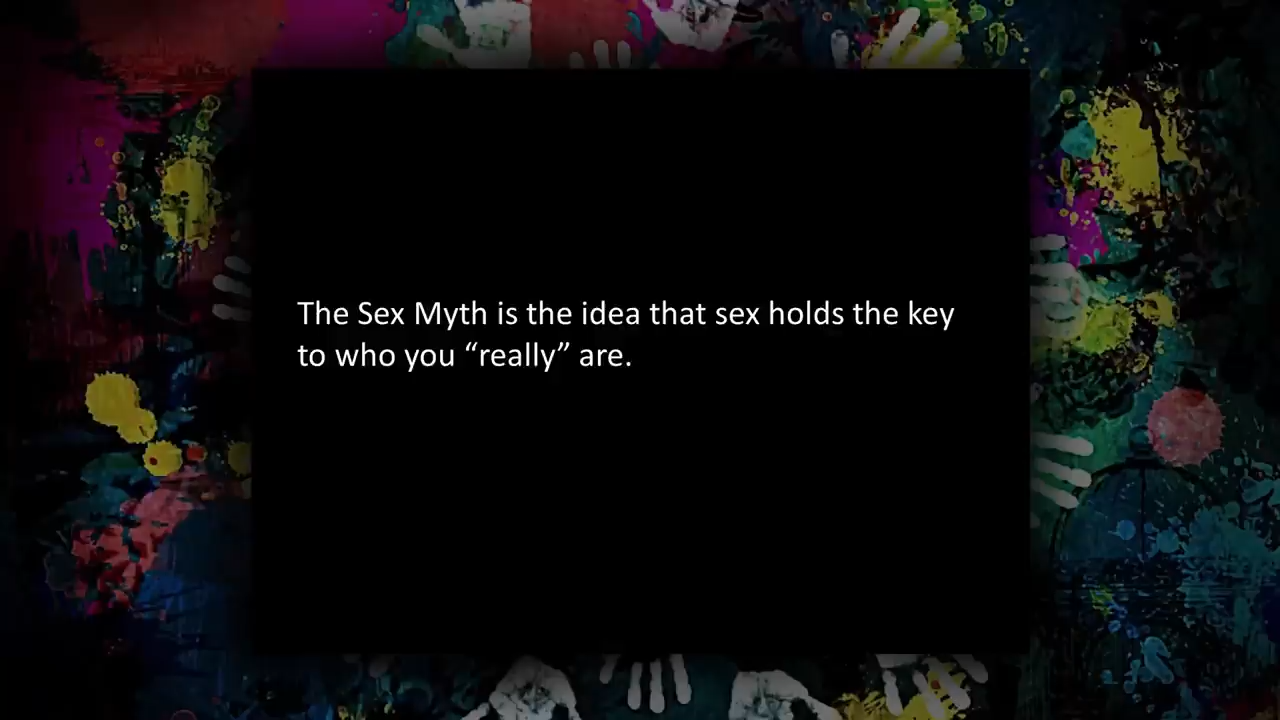 The Sex Myth is the idea that sex holds the key
to who you “really” are.